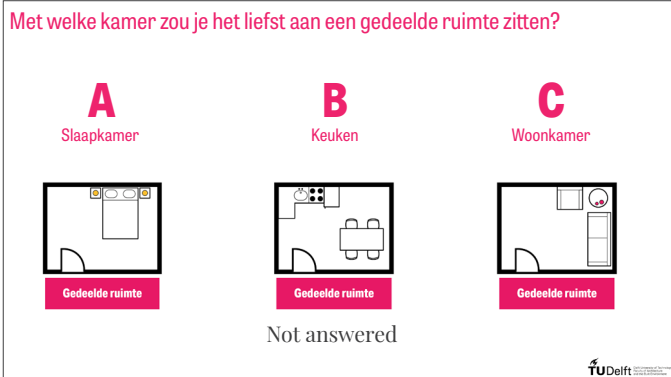 Met welke kamer zou je het liefst aan een gedeelde ruimte zitten?
A
Slaapkamer
B
Keuken
C
Woonkamer
Gedeelde ruimte
Gedeelde ruimte
Gedeelde ruimte
Not answered
TUDelft